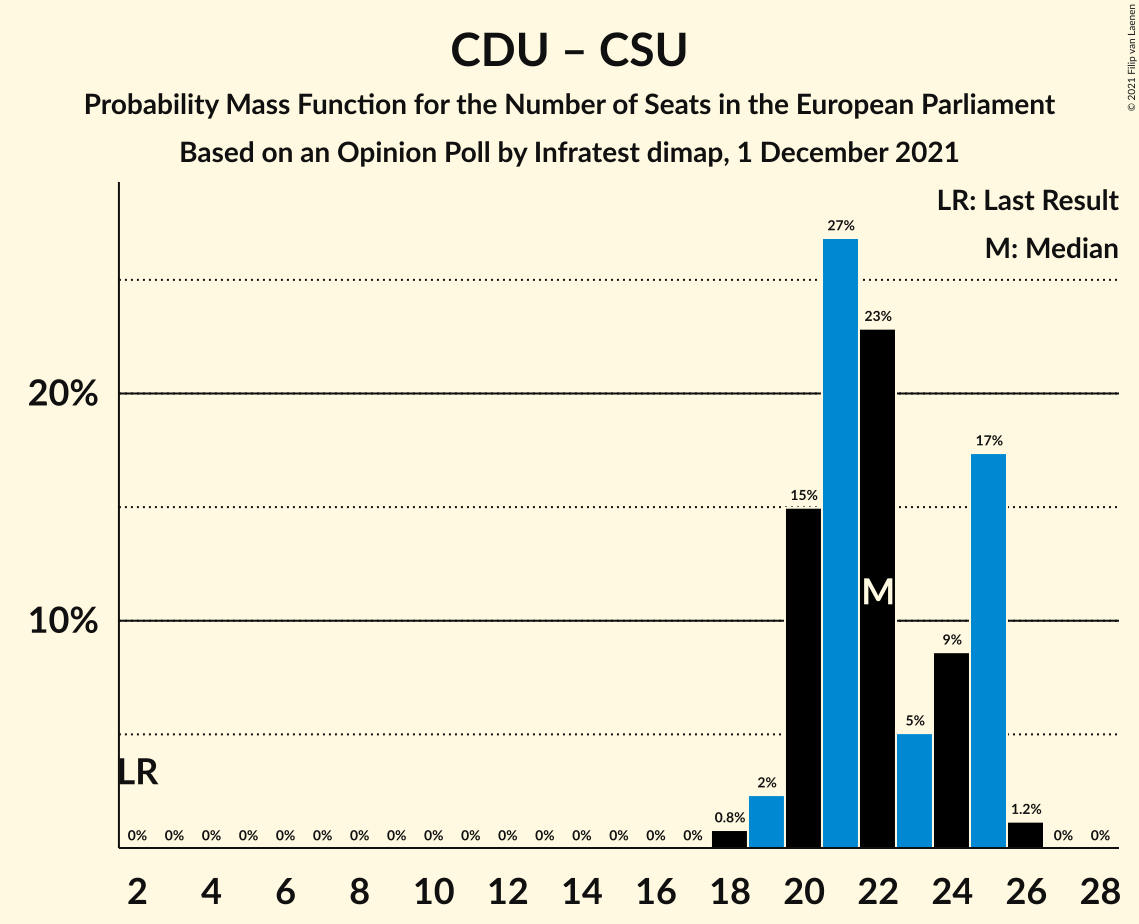 CDU – CSU
Probability Mass Function for the Number of Seats in the European Parliament
Based on an Opinion Poll by Infratest dimap, 1 December 2021
© 2021 Filip van Laenen
LR: Last Result
M: Median
27%
23%
20%
17%
15%
M
10%
9%
5%
LR
2%
1.2%
0.8%
0% 0% 0% 0% 0% 0% 0% 0% 0% 0% 0% 0% 0% 0% 0% 0% 0% 0%
2 4 6 8 10 12 14 16 18 20 22 24 26 28